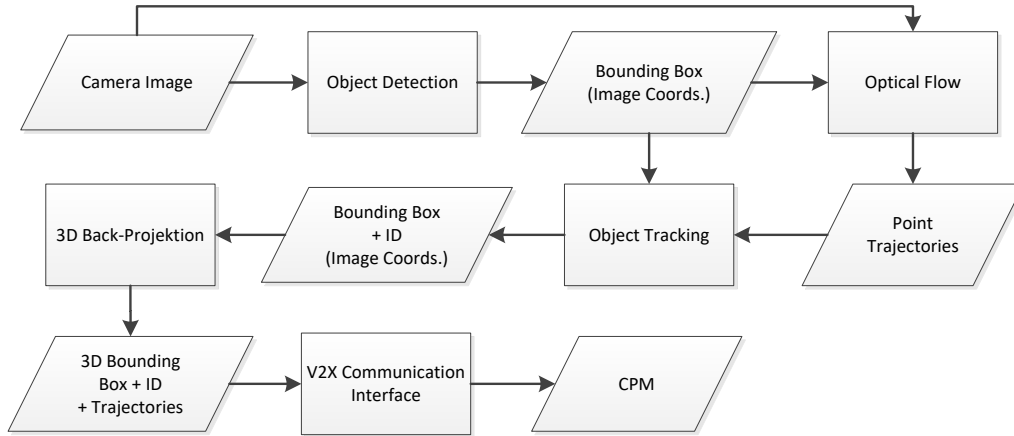 Camera Image
Object Detection
Bounding Box
(Image Coords.)
Optical Flow
3D Back-Projektion
Bounding Box
+ ID
(Image Coords.)
Object Tracking
Point
Trajectories
3D Bounding
Box + ID
+ Trajectories
V2X Communication
Interface
CPM